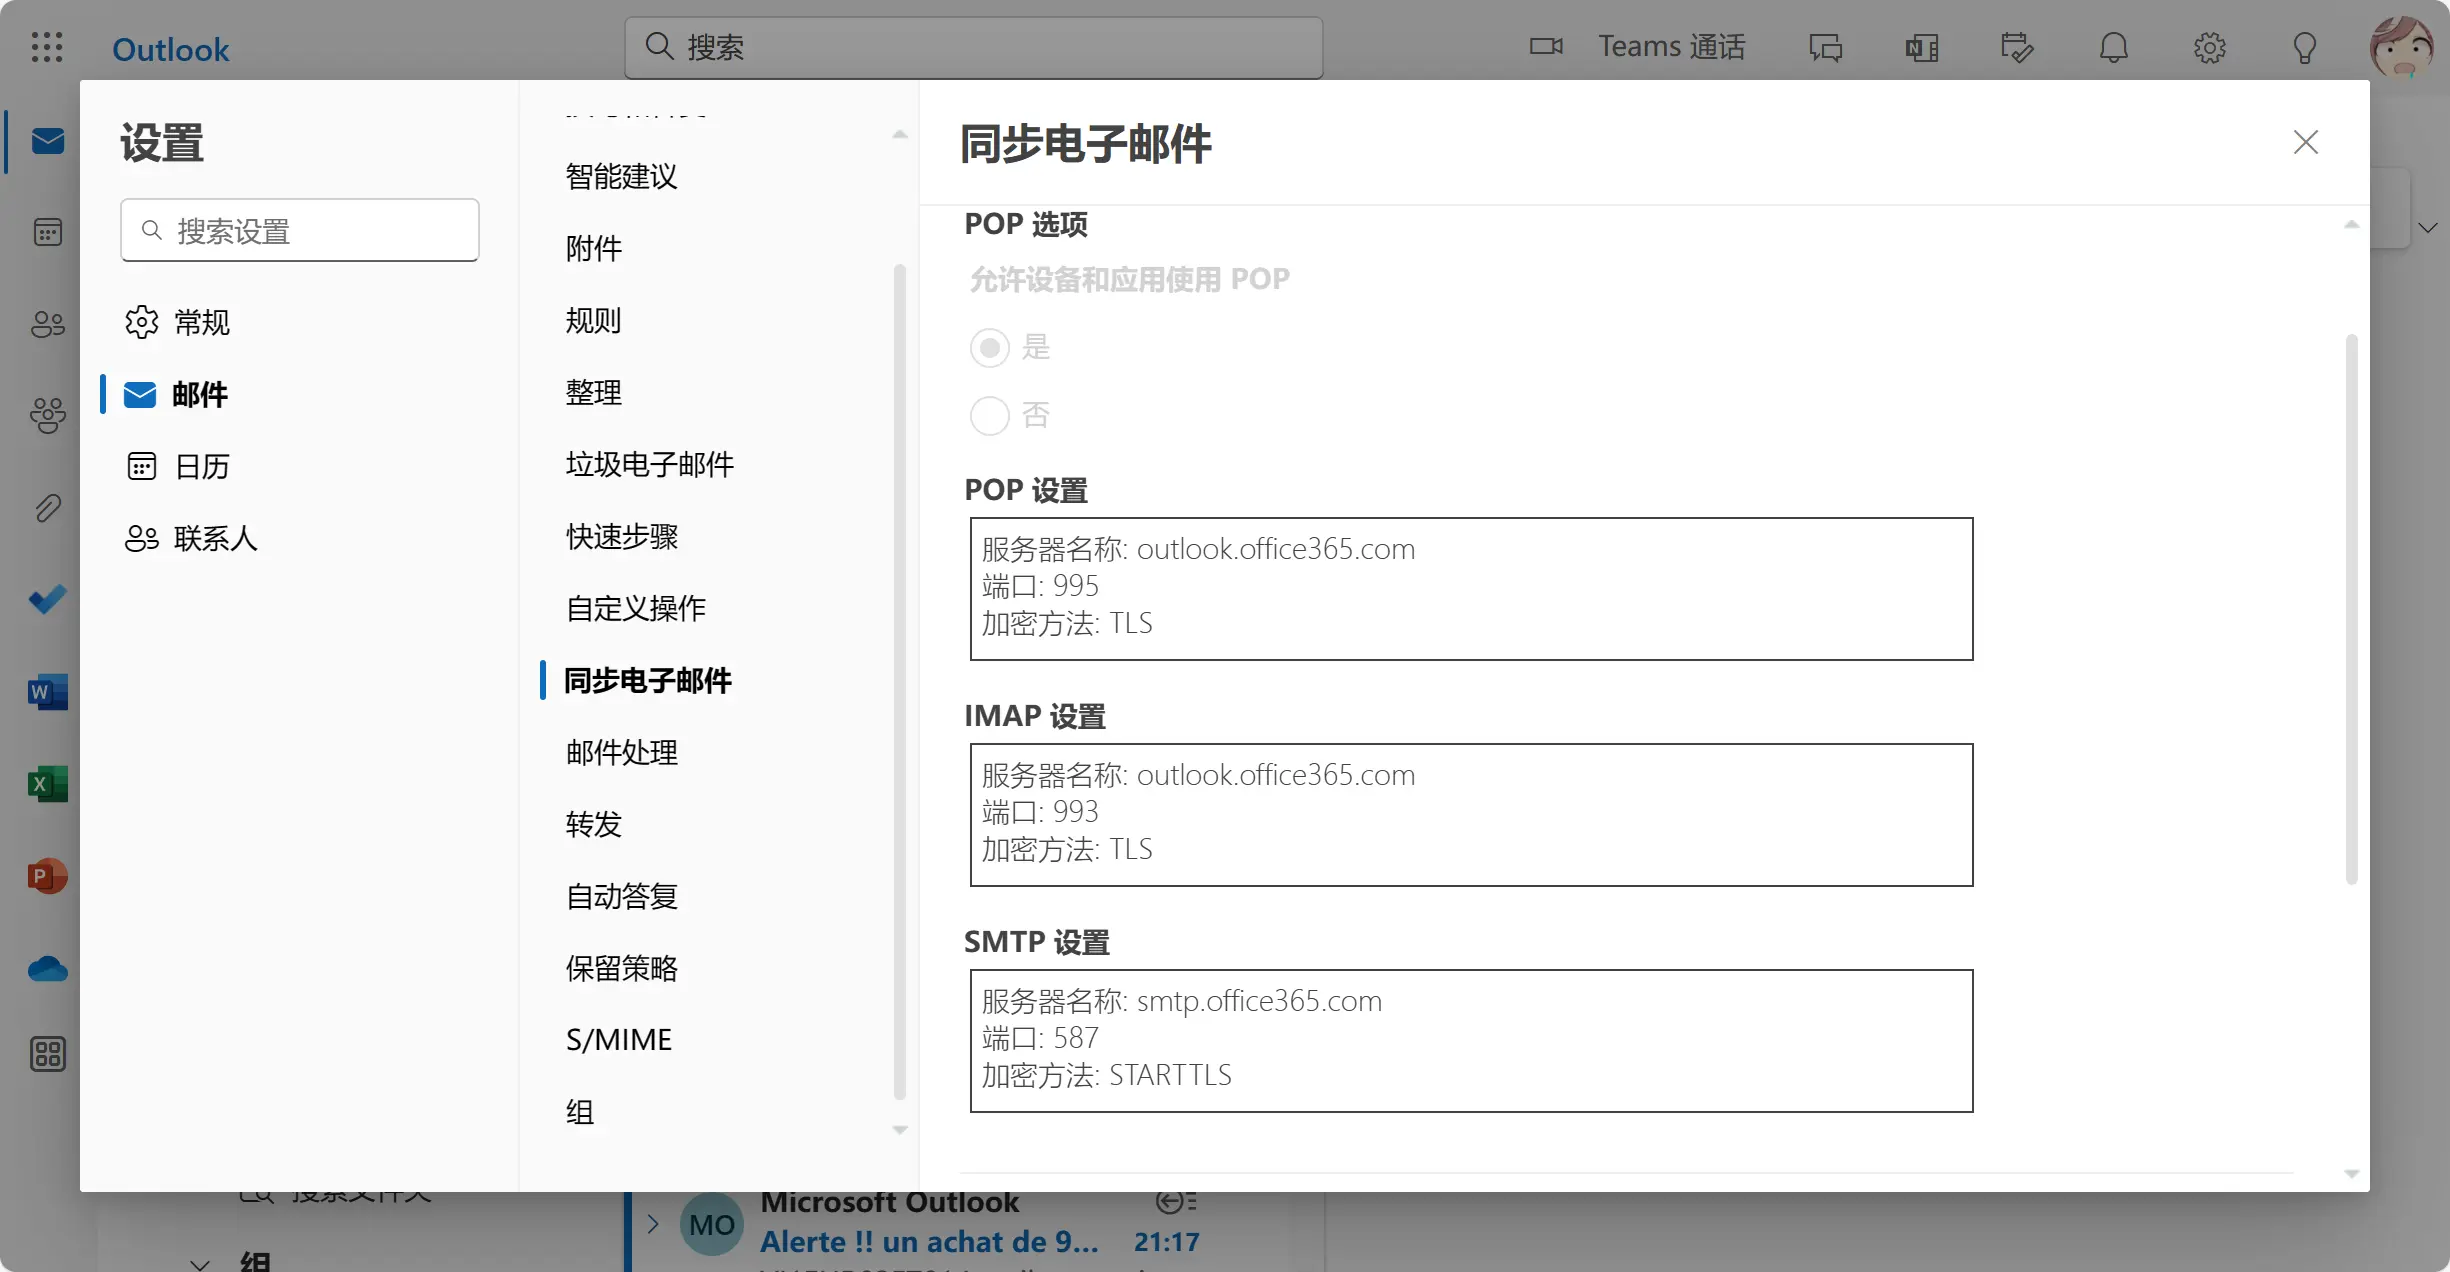 Outlook
搜索
Teams 通话
设置
搜索设置
常规
邮件
日历
联系人
智能建议
附件
规则
整理
垃圾电子邮件
快速步骤
自定义操作
同步电子邮件
邮件处理
转发
自动答复
保留策略
S/MIME
组
同步电子邮件
POP 选项
允许设备和应用使用 POP
是
否
POP 设置
服务器名称: outlook.office365.com
端口: 995
加密方法: TLS
IMAP 设置
服务器名称: outlook.office365.com
端口: 993
加密方法: TLS
SMTP 设置
服务器名称: smtp.office365.com
端口: 587
加密方法: STARTTLS
搜索文件夹
组
MO
Microsoft Outlook
Alerte !! un achat de 9...
21:17